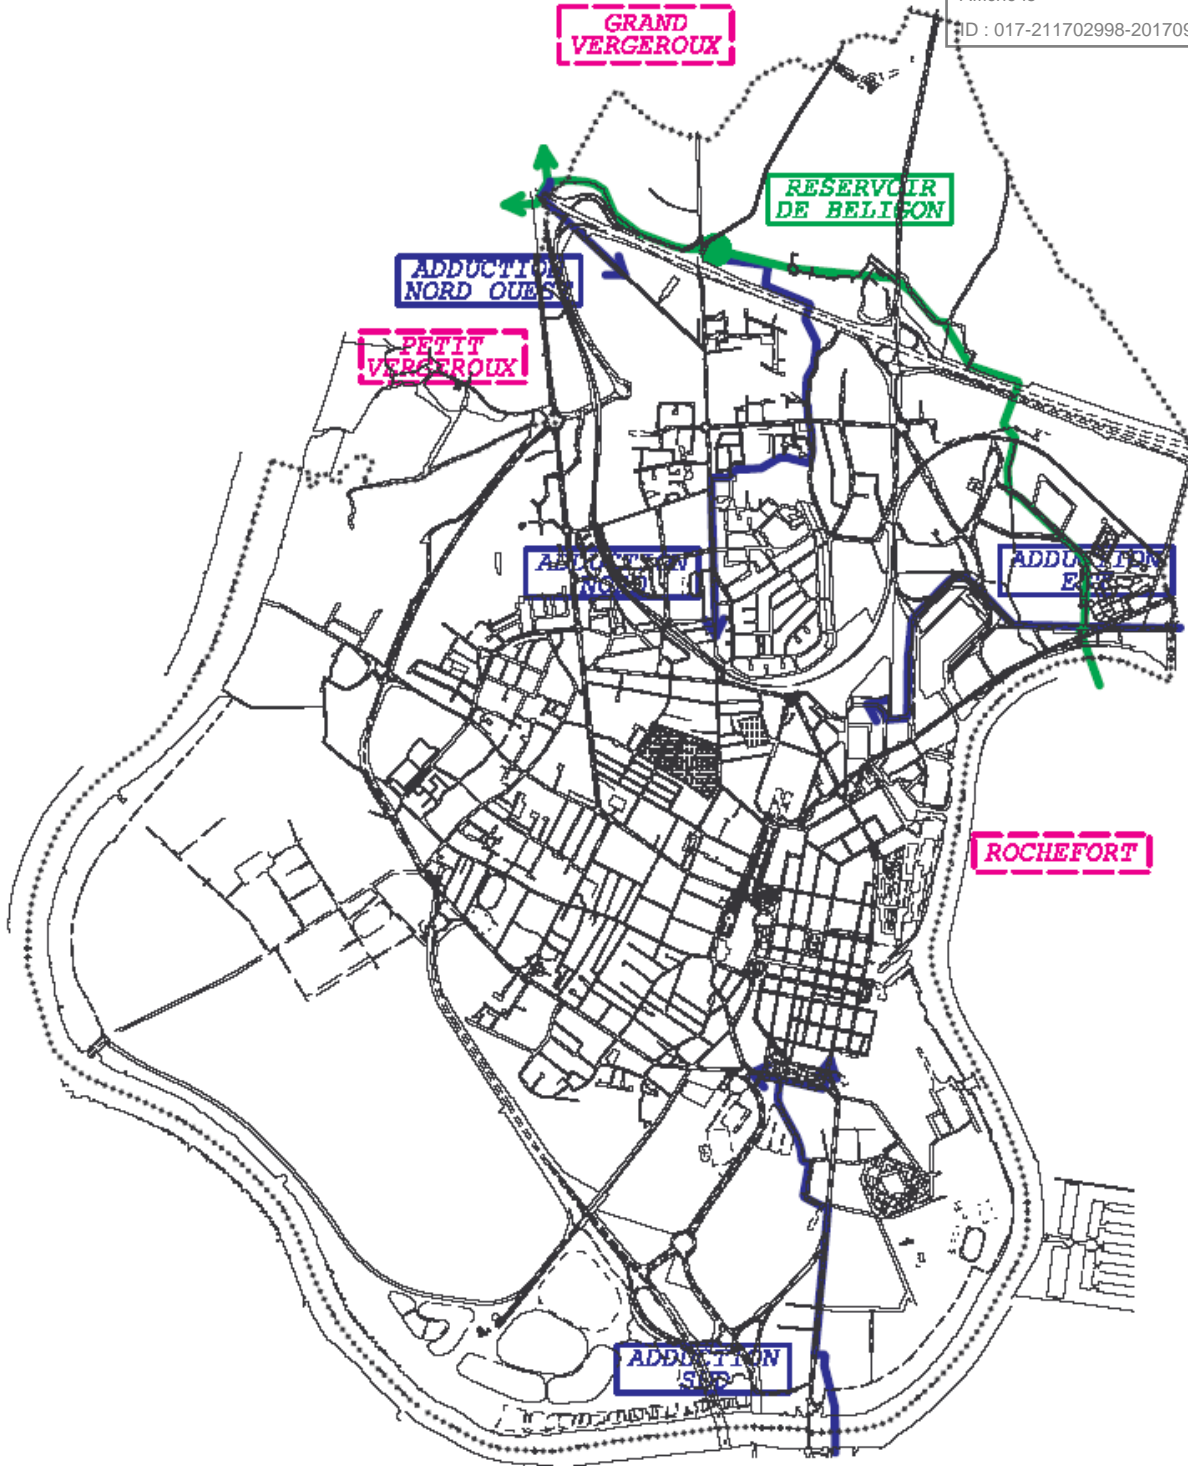 ID : 017-211702998-201709
GRAND
VERGEROUX
RESERVOIR
DE BELIGON
ADDUCTION
NORD OUEST
PETIT
VERGEROUX
ADDUCTION
NORD
ADDUCTION
EST
ROCHEFORT
ADDUCTION
SUD